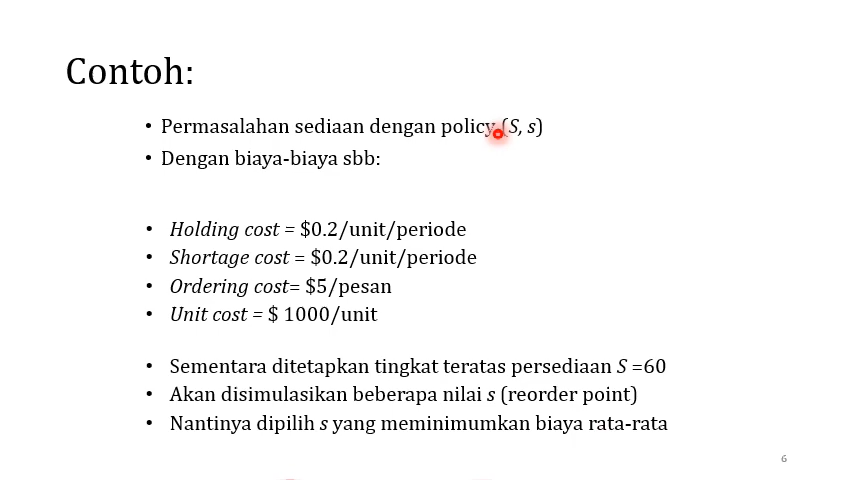 Contoh:
• Permasalahan sediaan dengan policy (S, s)
• Dengan biaya-biaya sbb:
• Holding cost = $0.2/unit/periode
• Shortage cost = $0.2/unit/periode
• Ordering cost= $5/pesan
• Unit cost = $ 1000/unit
• Sementara ditetapkan tingkat teratas persediaan S =60
• Akan disimulasikan beberapa nilai s (reorder point)
• Nantinya dipilih s yang meminimumkan biaya rata-rata
6